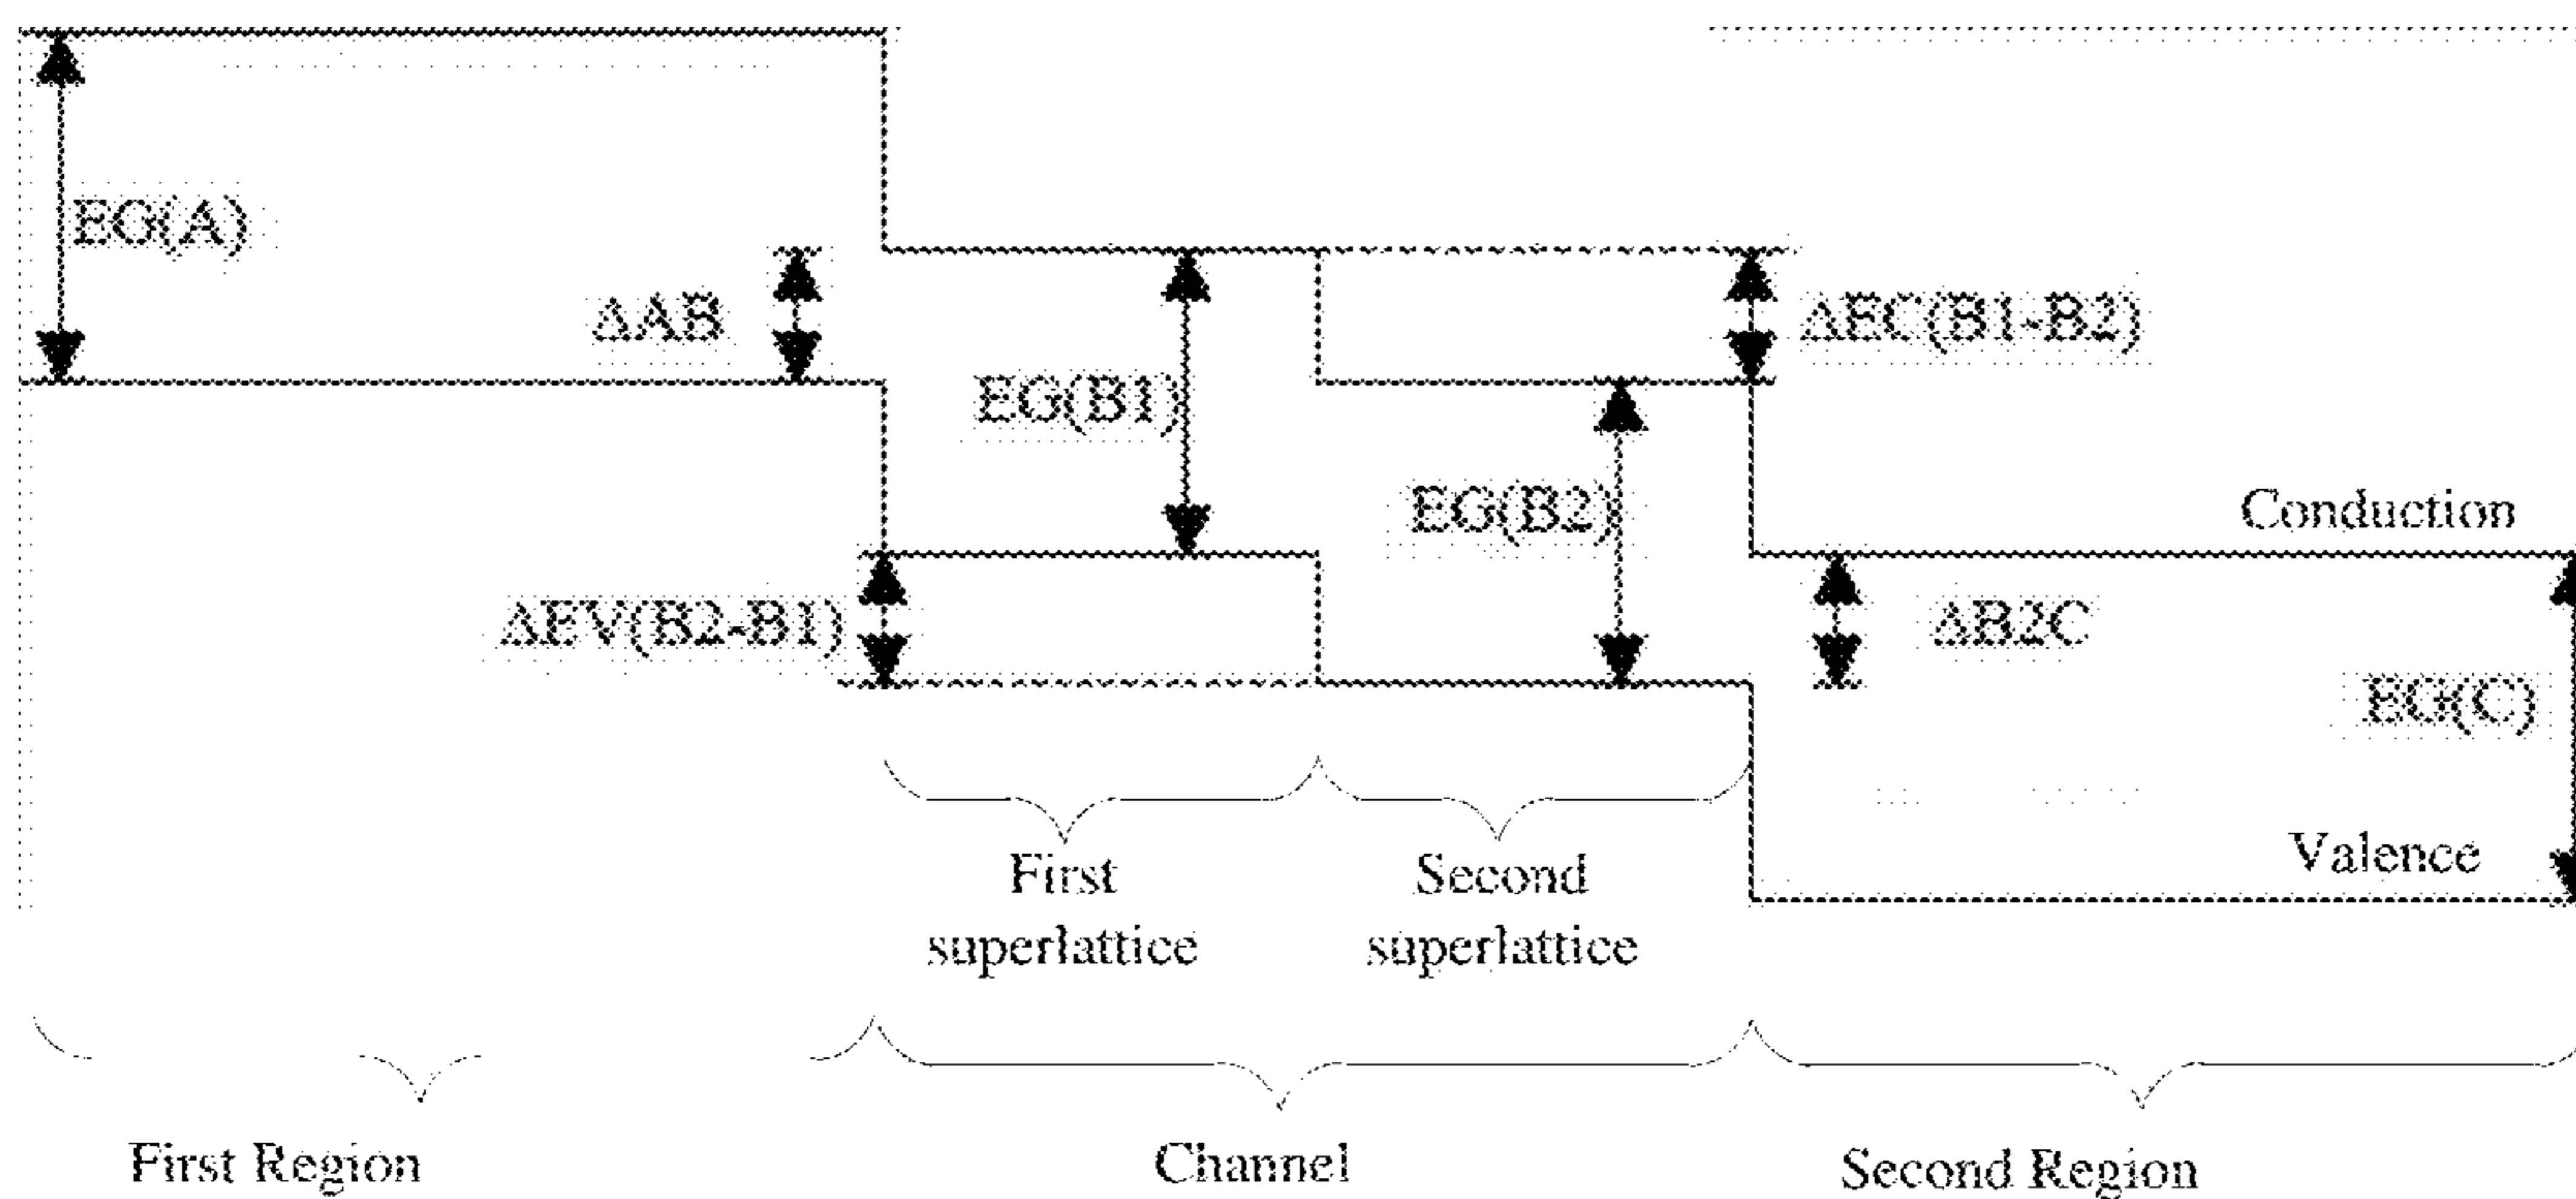 EG(A)
ΔAB
EG(B1)
ΔEC(B1-B2)
EG(B2)
Conduction
ΔEV(B2-B1)
ΔB2C
EG(C)
Valence
First
superlattice
Second
superlattice
First Region
Channel
Second Region